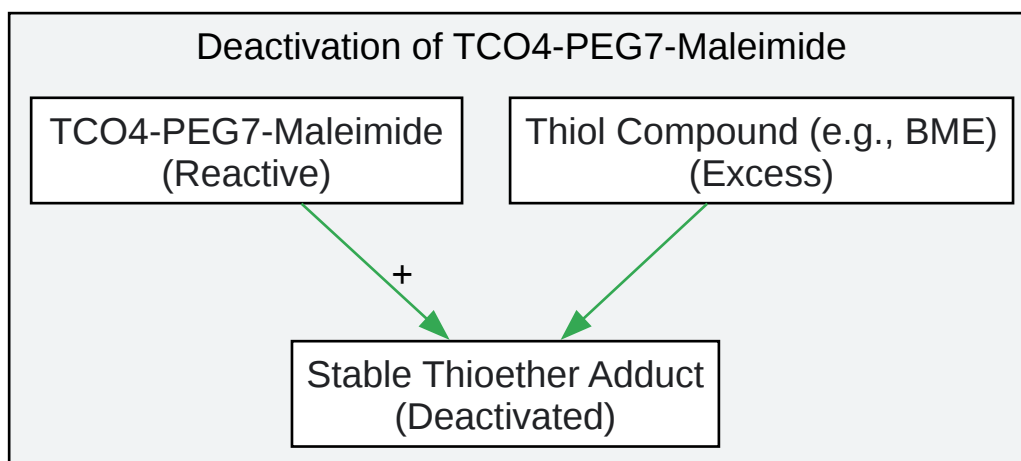 Deactivation of TCO4-PEG7-Maleimide
TCO4-PEG7-Maleimide
(Reactive)
Thiol Compound (e.g., BME)
(Excess)
+
Stable Thioether Adduct
(Deactivated)